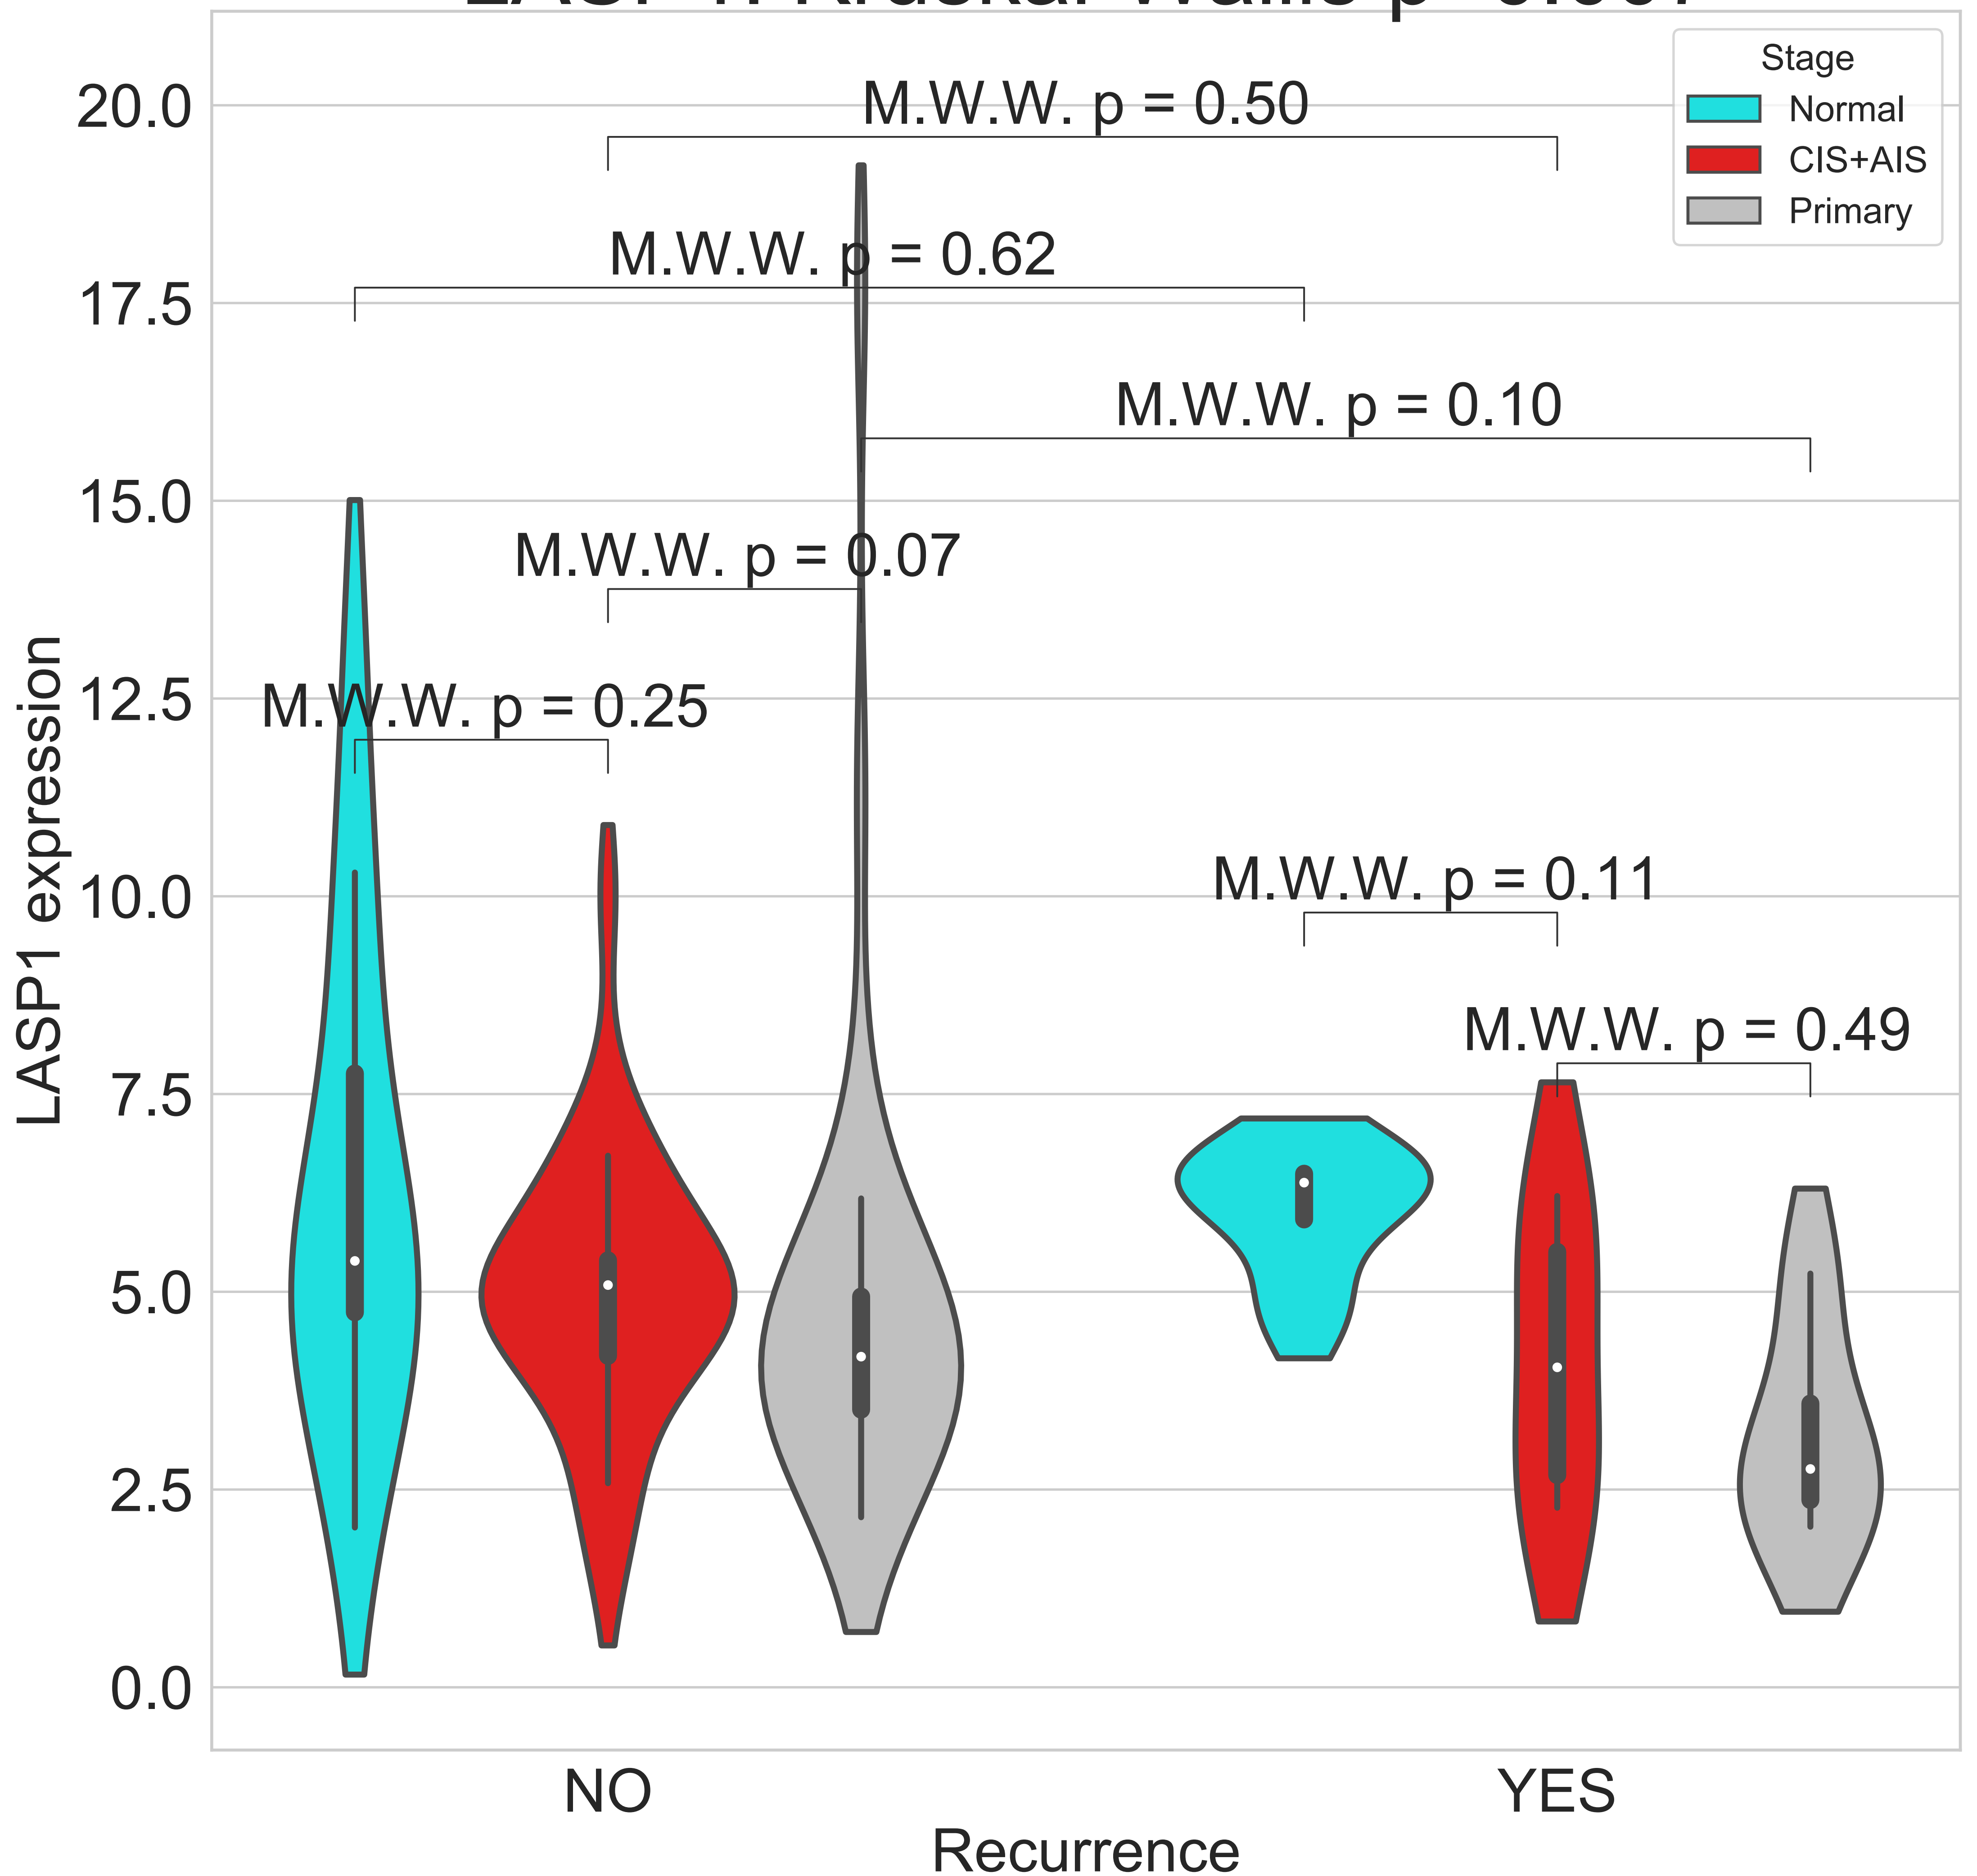 Stage
Normal
CIS+AIS
Primary
20.0
17.5
15.0
12.5
10.0
7.5
5.0
2.5
0.0
LASP1 expression
M.W.W. p = 0.50
M.W.W. p = 0.62
M.W.W. p = 0.10
M.W.W. p = 0.07
M.W.W. p = 0.25
M.W.W. p = 0.11
M.W.W. p = 0.49
NO
YES
Recurrence